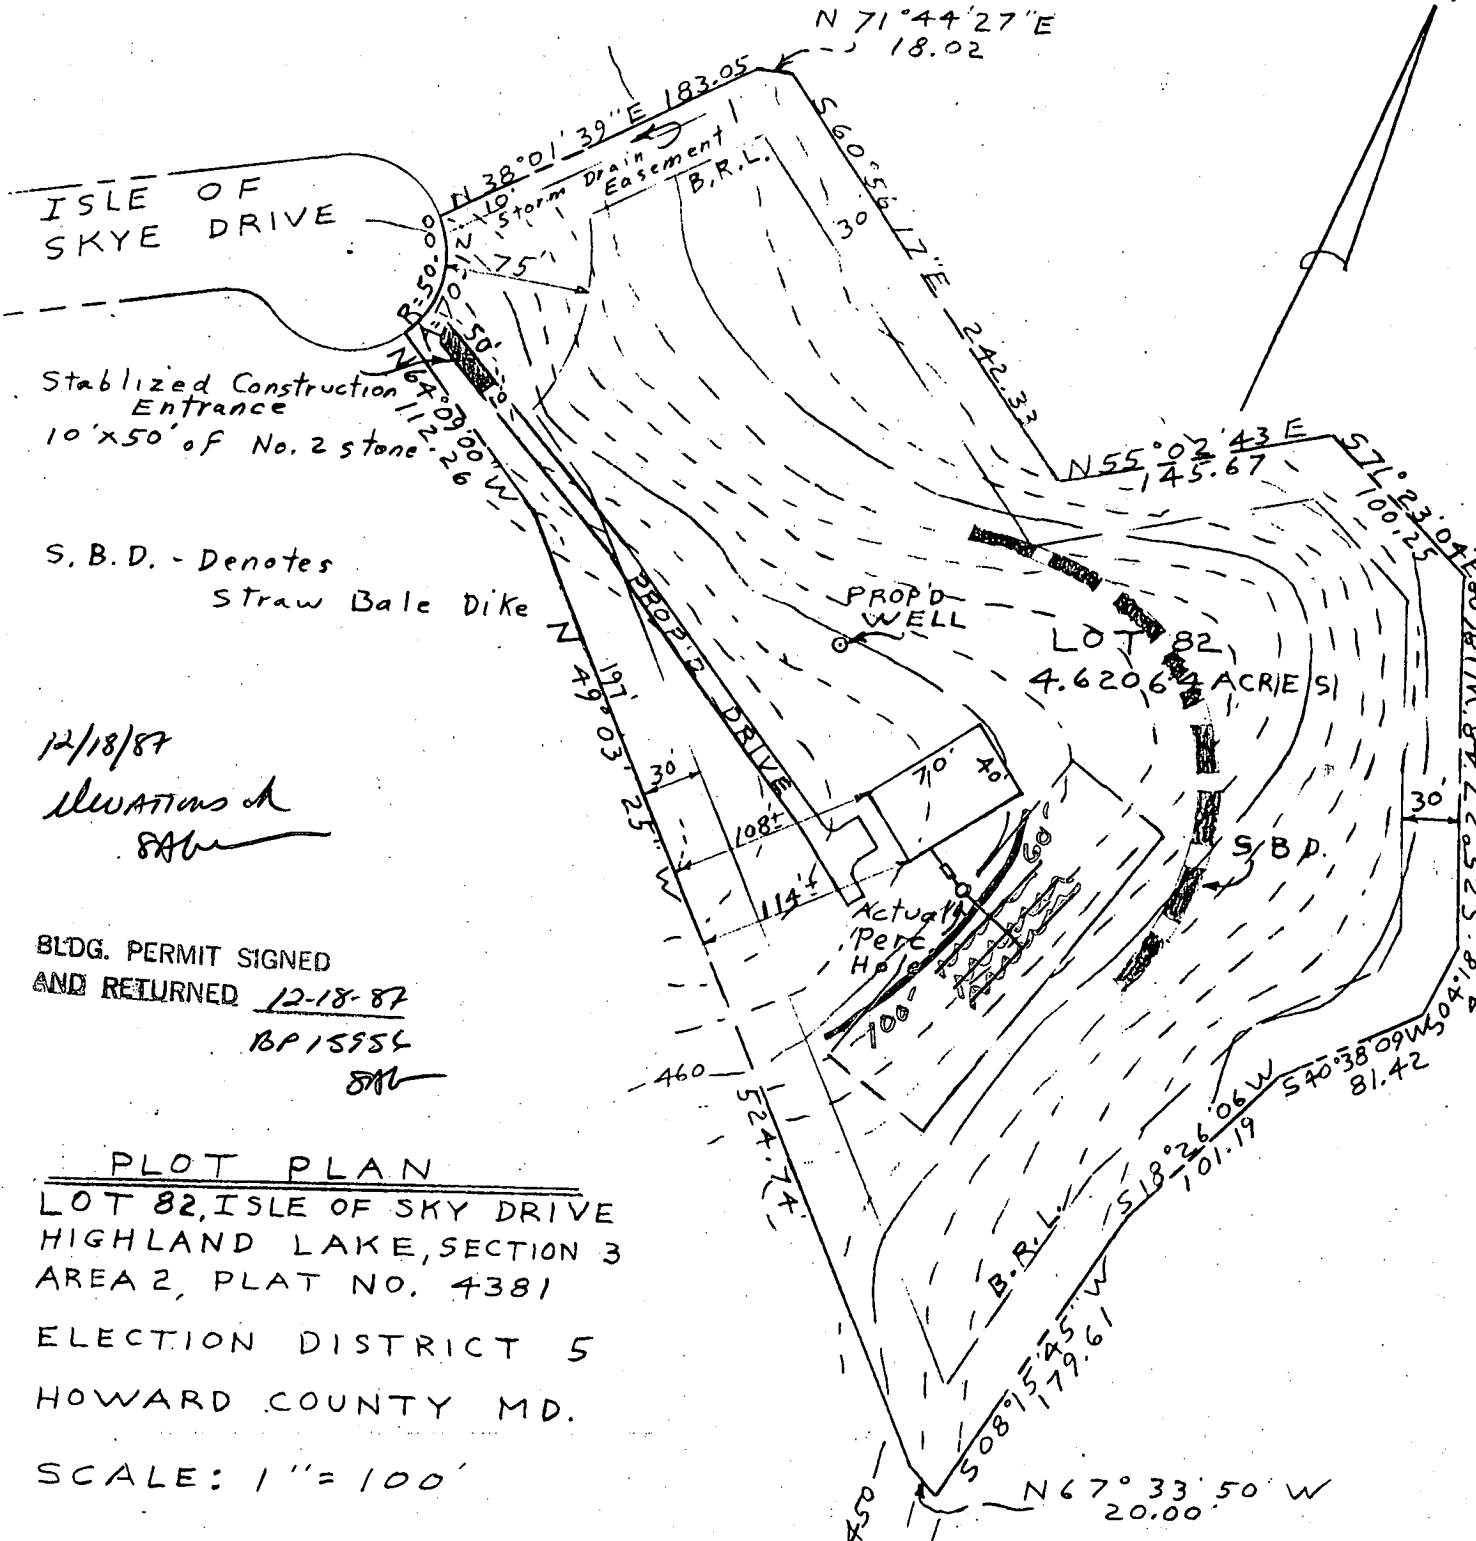 N 71°44'27"E
18.02
N 38°01'39"E 183.05
10' Storm Drain
Easement
B.R.L.
S 60°56'17"E 242.33
30
ISLE OF
SKYE DRIVE
R=50.00
75'
50'
Stablized Construction
Entrance
10'x50' of No. 2 stone
N64°09'00"W
112.26
N55°02'43 E
145.67
S71°23'04"E
100.25
S. B. D. - Denotes
Straw Bale Dike
PROP'D
WELL
LOT 82
4.62064 ACRES
PROP'D DRIVE
N 49°03'25" W
197'
30'
12/18/87
Elevations ok
70'
40'
108±
114'±
30'
S.B.D.
60
Actual
Perc
Hole
100'
BLDG. PERMIT SIGNED
AND RETURNED 12-18-87
460
524.74
S40°38'09W
81.42
S18°26'06 W
101.19
B.R.L.
S08°15'45"W
179.61
PLOT PLAN
LOT 82, ISLE OF SKY DRIVE
HIGHLAND LAKE, SECTION 3
AREA 2, PLAT NO. 4381
ELECTION DISTRICT 5
HOWARD COUNTY MD.
SCALE: 1"=100'
450
N67°33'50 W
20.00